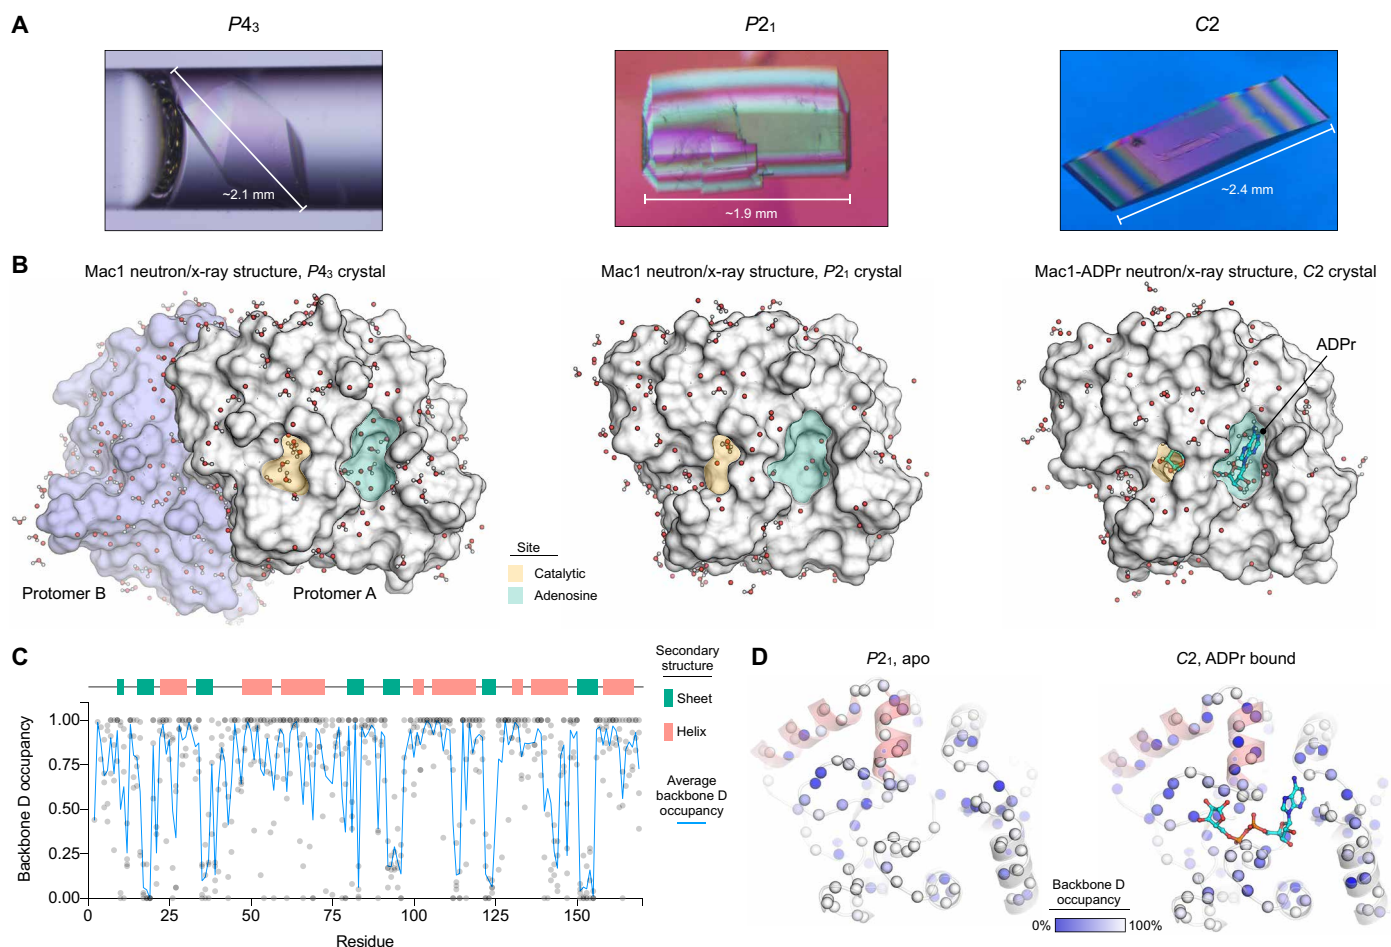 A
P4₃
P2₁
C2
~2.1 mm
~1.9 mm
~2.4 mm
B
Mac1 neutron/x-ray structure, P4₃ crystal
Mac1 neutron/x-ray structure, P2₁ crystal
Mac1-ADPr neutron/x-ray structure, C2 crystal
ADPr
Protomer B
Protomer A
Site
Catalytic
Adenosine
C
Secondary
structure
Sheet
Helix
Average
backbone D
occupancy
Backbone D occupancy
1.00
0.75
0.50
0.25
0.00
0
25
50
75
100
125
150
Residue
D
P2₁, apo
C2, ADPr bound
Backbone D
occupancy
0%
100%